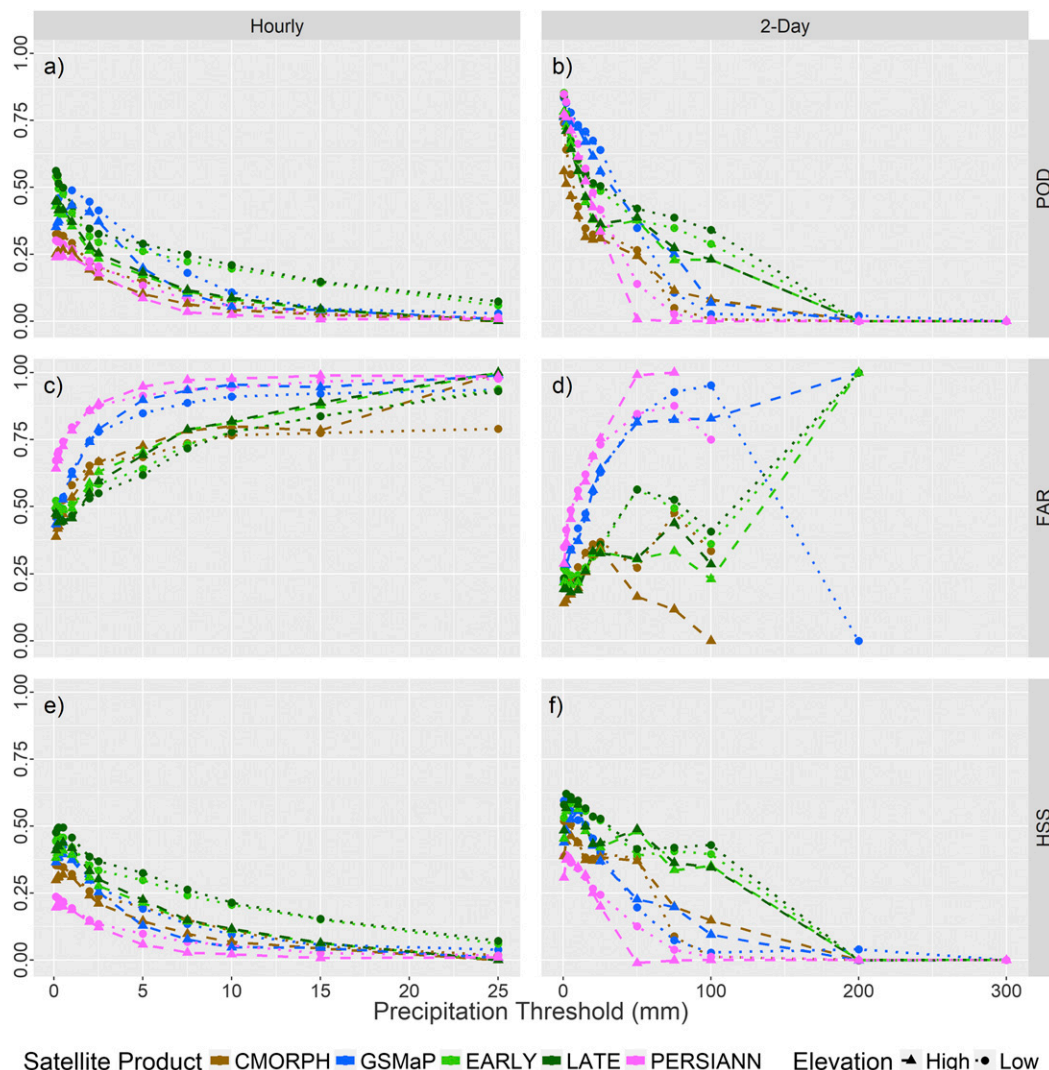 Hourly 2-Day
a) b)
1.00
0.75
0.50
0.25
0.00
POD
c) d)
1.00
0.75
0.50
0.25
0.00
FAR
e) f)
1.00
0.75
0.50
0.25
0.00
HSS
0 5 10 15 20 25 0 100 200 300
Precipitation Threshold (mm)
Satellite Product CMORPH GSMaP EARLY LATE PERSIANN Elevation High Low